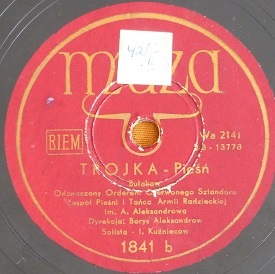 muza
BIEM
Wa 2141
TROJKA - Pieśń
Bułachow
Odznaczony Orderem Czerwonego Sztandaru
Zespół Pieśni i Tańca Armii Radzieckiej
Im. A. Aleksandrowa
Dyrekcja: Borys Aleksandrow
Solista - I. Kuźniecow
1841 b